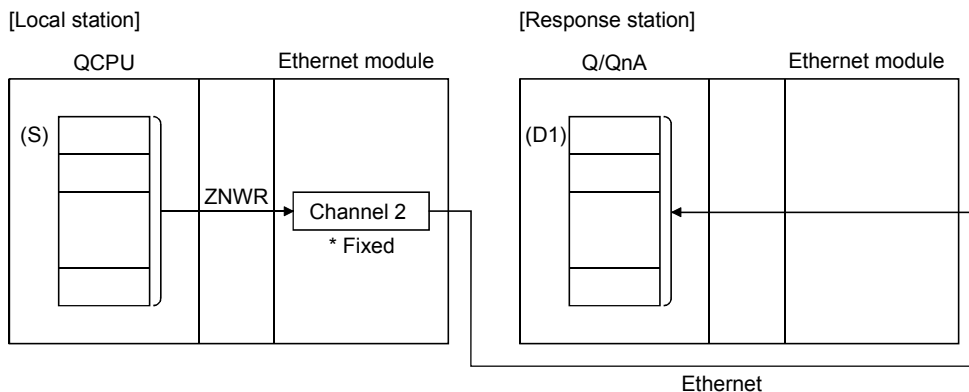 [Local station]
[Response station]
QCPU
Ethernet module
Q/QnA
Ethernet module
(S)
(D1)
ZNWR
Channel 2
* Fixed
Ethernet